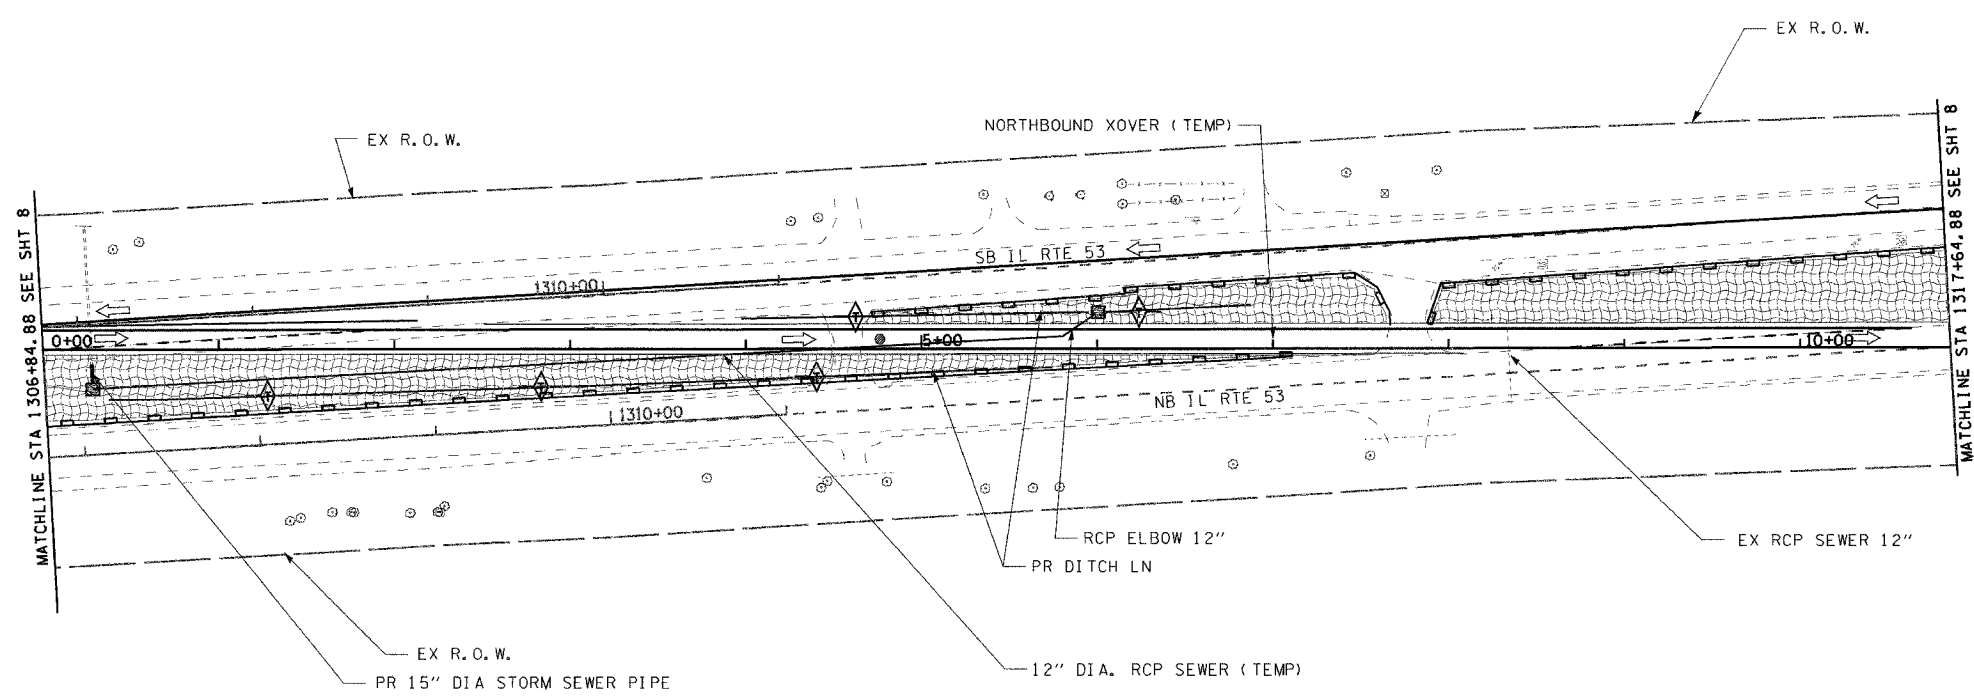 EX R.O.W.
EX R.O.W.
NORTHBOUND XOVER (TEMP)
MATCHLINE STA 1306+84.88 SEE SHT 8
MATCHLINE STA 1317+64.88 SEE SHT 8
SB IL RTE 53
1310+00
0+00
5+00
10+00
T
T
T
T
T
1310+00
NB IL RTE 53
RCP ELBOW 12"
EX RCP SEWER 12"
PR DITCH LN
EX R.O.W.
12" DIA. RCP SEWER (TEMP)
PR 15" DIA STORM SEWER PIPE